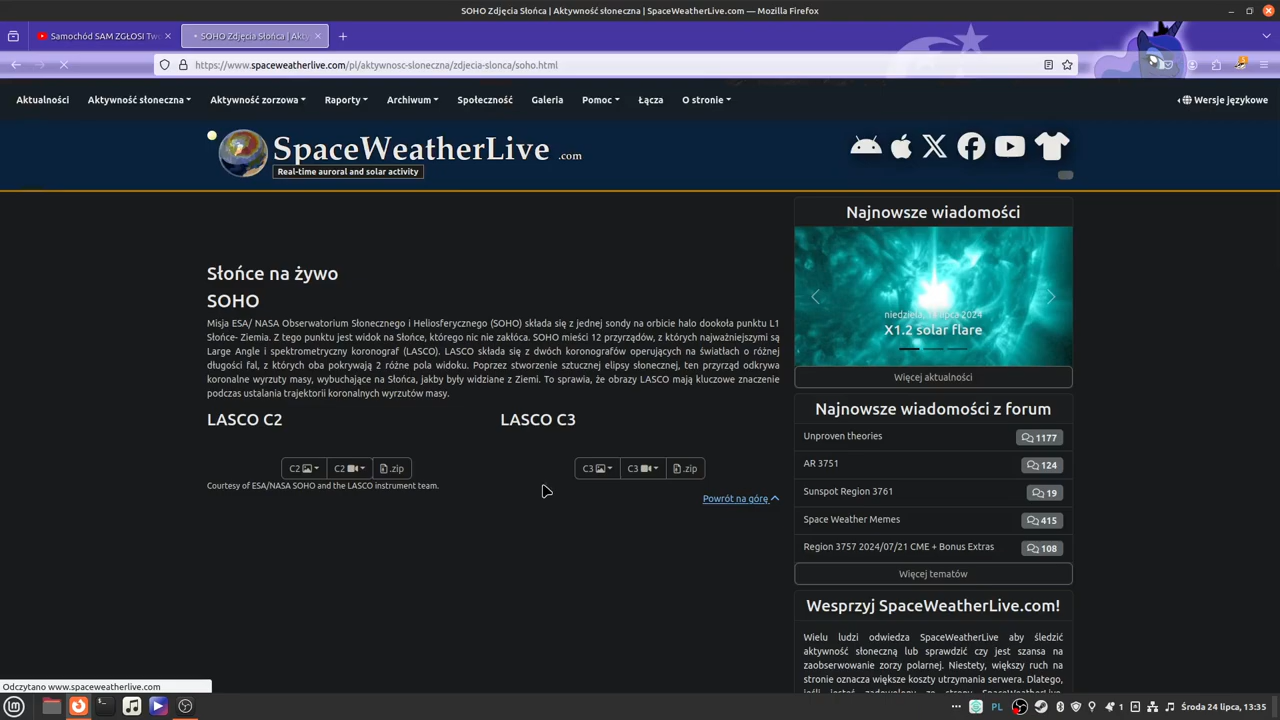 SOHO Zdjęcia Słońca | Aktywność słoneczna | SpaceWeatherLive.com — Mozilla Firefox
Samochód SAM ZGŁOSI Tw
SOHO Zdjęcia Słońca | Akty
https://www.spaceweatherlive.com/pl/aktywnosc-sloneczna/zdjecia-slonca/soho.html
Aktualności Aktywność słoneczna Aktywność zorzowa Raporty Archiwum Społeczność Galeria Pomoc Łącza O stronie Wersje językowe
SpaceWeatherLive .com
Real-time auroral and solar activity
Słońce na żywo
SOHO
Misja ESA/ NASA Obserwatorium Słonecznego i Heliosferycznego (SOHO) składa się z jednej sondy na orbicie halo dookoła punktu L1
Słońce- Ziemia. Z tego punktu jest widok na Słońce, którego nic nie zakłóca. SOHO mieści 12 przyrządów, z których najważniejszymi są
Large Angle i spektrometryczny koronograf (LASCO). LASCO składa się z dwóch koronografów operujących na światłach o różnej
długości fal, z których oba pokrywają 2 różne pola widoku. Poprzez stworzenie sztucznej elipsy słonecznej, ten przyrząd odkrywa
koronalne wyrzuty masy, wybuchające na Słońca, jakby były widziane z Ziemi. To sprawia, że obrazy LASCO mają kluczowe znaczenie
podczas ustalania trajektorii koronalnych wyrzutów masy.
LASCO C2
C2 C2 .zip
Courtesy of ESA/NASA SOHO and the LASCO instrument team.
LASCO C3
C3 C3 .zip
Powrót na górę
Najnowsze wiadomości
niedziela, lipca 2024
X1.2 solar flare
Więcej aktualności
Najnowsze wiadomości z forum
Unproven theories 1177
AR 3751 124
Sunspot Region 3761 19
Space Weather Memes 415
Region 3757 2024/07/21 CME + Bonus Extras 108
Więcej tematów
Wesprzyj SpaceWeatherLive.com!
Wielu ludzi odwiedza SpaceWeatherLive aby śledzić
aktywność słoneczną lub sprawdzić czy jest szansa na
zaobserwowanie zorzy polarnej. Niestety, większy ruch na
stronie oznacza większe koszty utrzymania serwera. Dlatego,
Odczytano www.spaceweatherlive.com
PL 1 Środa 24 lipca, 13:35